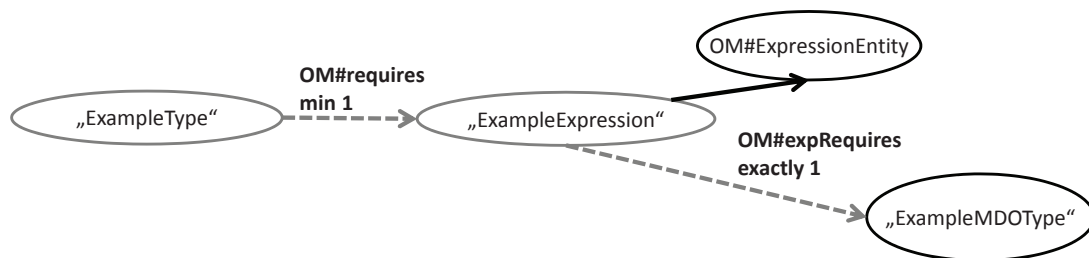 OM#ExpressionEntity
OM#requires
min 1
„ExampleType“
„ExampleExpression“
OM#expRequires
exactly 1
„ExampleMDOType“